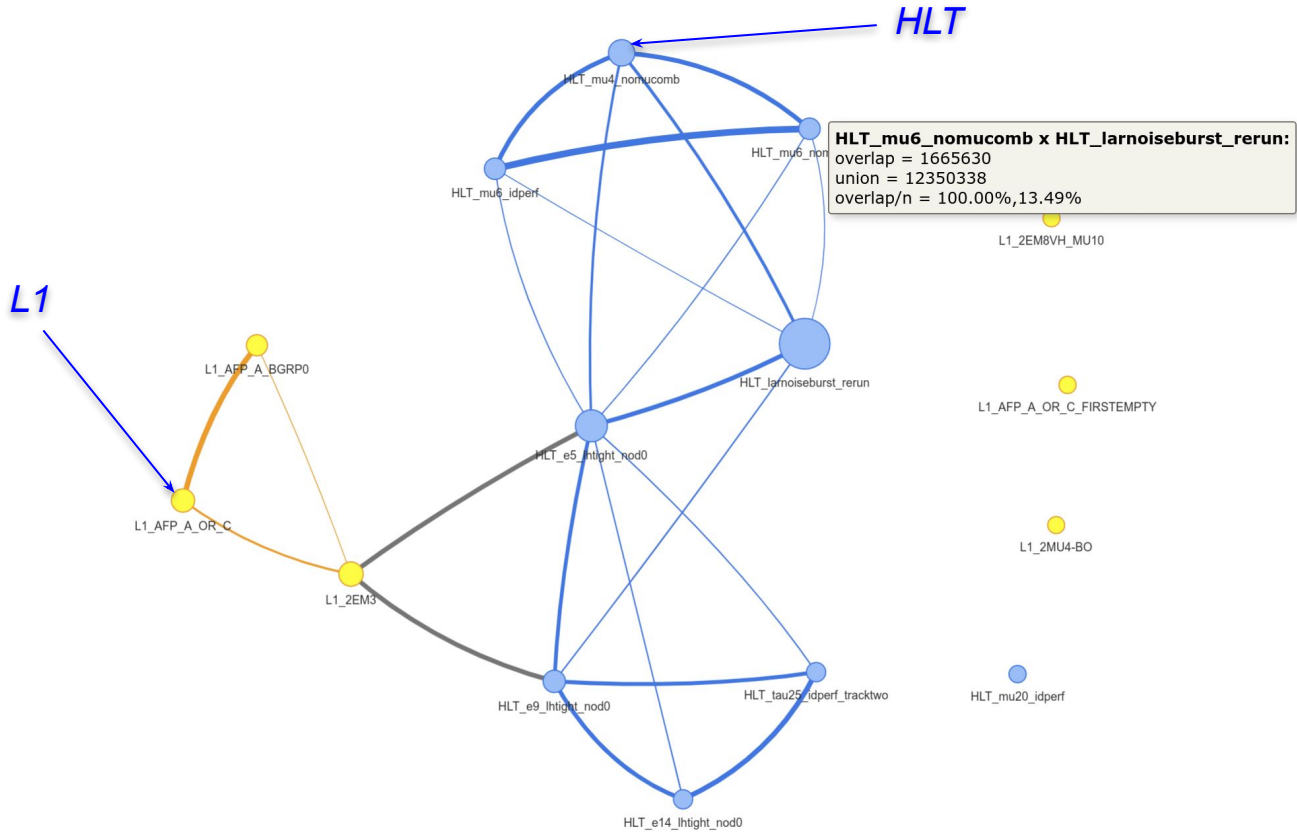 HLT
HLT_mu4_nomucomb
HLT_mu6_nom
HLT_mu6_nomucomb x HLT_larnoiseburst_rerun:
overlap = 1665630
union = 12350338
overlap/n = 100.00%,13.49%
HLT_mu6_idperf
L1_2EM8VH_MU10
L1
L1_AFP_A_BGRP0
HLT_larnoiseburst_rerun
L1_AFP_A_OR_C_FIRSTEMPTY
HLT_e5_lhtight_nod0
L1_AFP_A_OR_C
L1_2MU4-BO
L1_2EM3
HLT_tau25_idperf_tracktwo
HLT_mu20_idperf
HLT_e9_lhtight_nod0
HLT_e14_lhtight_nod0